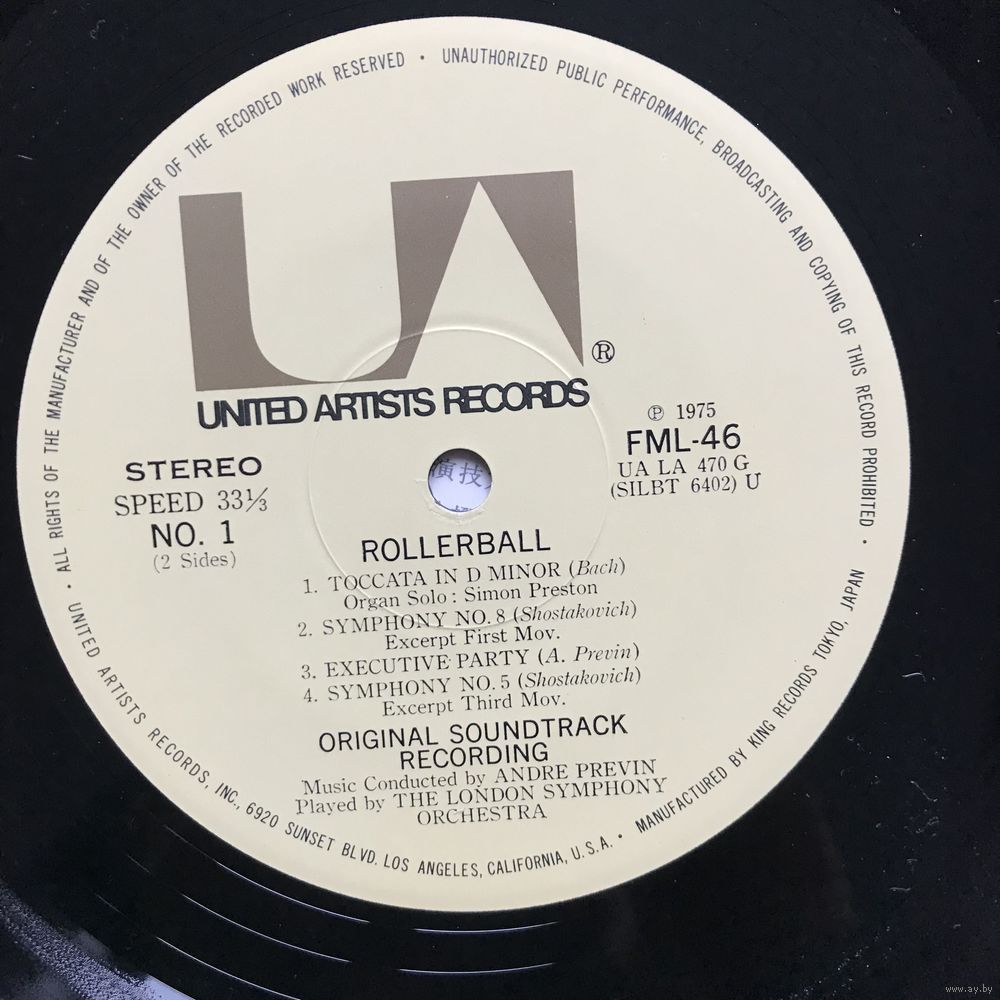 • ALL RIGHTS OF THE MANUFACTURER AND OF THE OWNER OF THE RECORDED WORK RESERVED • UNAUTHORIZED PUBLIC PERFORMANCE, BROADCASTING AND COPYING OF THIS RECORD PROHIBITED •
UA
®
UNITED ARTISTS RECORDS
STEREO
SPEED 33⅓
NO. 1
(2 Sides)
℗ 1975
FML-46
UA LA 470 G
(SILBT 6402) U
演技
ROLLERBALL
1. TOCCATA IN D MINOR (Bach)
Organ Solo : Simon Preston
2. SYMPHONY NO. 8 (Shostakovich)
Excerpt First Mov.
3. EXECUTIVE PARTY (A. Previn)
4. SYMPHONY NO. 5 (Shostakovich)
Excerpt Third Mov.
ORIGINAL SOUNDTRACK
RECORDING
Music Conducted by ANDRE PREVIN
Played by THE LONDON SYMPHONY
ORCHESTRA
UNITED ARTISTS RECORDS, INC., 6920 SUNSET BLVD. LOS ANGELES, CALIFORNIA, U.S.A. • MANUFACTURED BY KING RECORDS TOKYO, JAPAN
www.ay.by